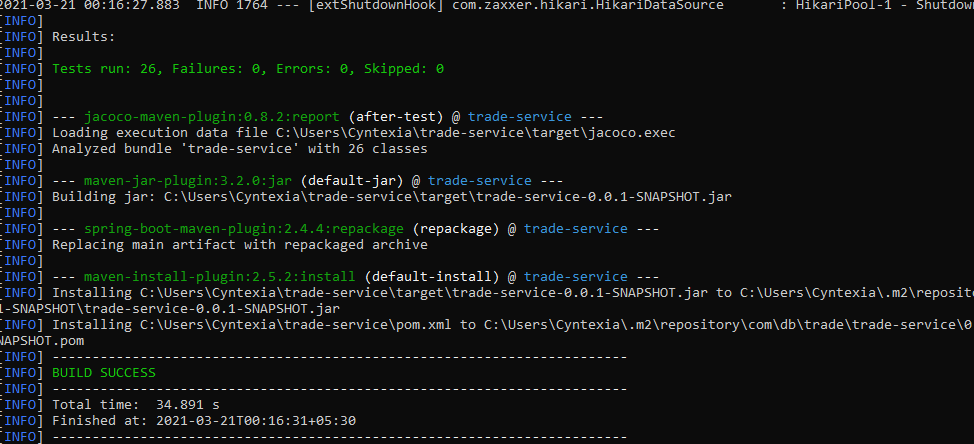 2021-03-21 00:16:27.883  INFO 1764 --- [extShutdownHook] com.zaxxer.hikari.HikariDataSource       : HikariPool-1 - Shutdown
[INFO]
[INFO] Results:
[INFO]
[INFO] Tests run: 26, Failures: 0, Errors: 0, Skipped: 0
[INFO]
[INFO]
[INFO] --- jacoco-maven-plugin:0.8.2:report (after-test) @ trade-service ---
[INFO] Loading execution data file C:\Users\Cyntexia\trade-service\target\jacoco.exec
[INFO] Analyzed bundle 'trade-service' with 26 classes
[INFO]
[INFO] --- maven-jar-plugin:3.2.0:jar (default-jar) @ trade-service ---
[INFO] Building jar: C:\Users\Cyntexia\trade-service\target\trade-service-0.0.1-SNAPSHOT.jar
[INFO]
[INFO] --- spring-boot-maven-plugin:2.4.4:repackage (repackage) @ trade-service ---
[INFO] Replacing main artifact with repackaged archive
[INFO]
[INFO] --- maven-install-plugin:2.5.2:install (default-install) @ trade-service ---
[INFO] Installing C:\Users\Cyntexia\trade-service\target\trade-service-0.0.1-SNAPSHOT.jar to C:\Users\Cyntexia\.m2\reposito
1-SNAPSHOT\trade-service-0.0.1-SNAPSHOT.jar
[INFO] Installing C:\Users\Cyntexia\trade-service\pom.xml to C:\Users\Cyntexia\.m2\repository\com\db\trade\trade-service\0
NAPSHOT.pom
[INFO] ------------------------------------------------------------------------
[INFO] BUILD SUCCESS
[INFO] ------------------------------------------------------------------------
[INFO] Total time:  34.891 s
[INFO] Finished at: 2021-03-21T00:16:31+05:30
[INFO] ------------------------------------------------------------------------